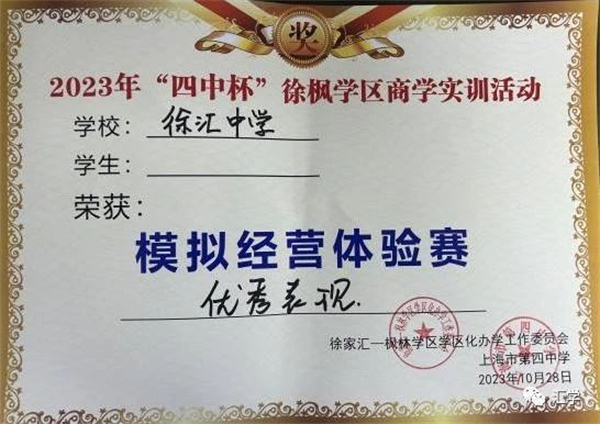 奖
2023年“四中杯”徐枫学区商学实训活动
学校：徐汇中学
学生：
荣获：
模拟经营体验赛
优秀表现.
徐家汇—枫林学区学区化办学工作委员会
上海市第四中学
2023年10月28日
汇学